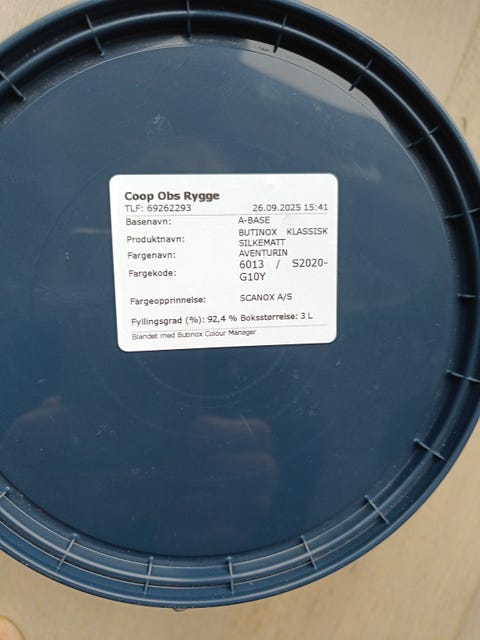 Coop Obs Rygge
TLF: 69262293 26.09.2025 15:41
Basenavn: A-BASE
Produktnavn: BUTINOX KLASSISK
SILKEMATT
Fargenavn: AVENTURIN
Fargekode: 6013 / S2020-
G10Y
Fargeopprinnelse: SCANOX A/S
Fyllingsgrad (%): 92,4 % Boksstørrelse: 3 L
Blandet med Butinox Colour Manager